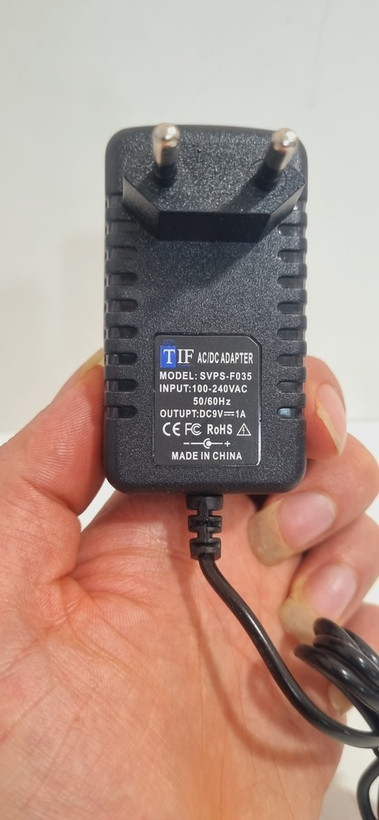 TIF AC/DC ADAPTER
MODEL: SVPS-F035
INPUT:100-240VAC
50/60Hz
OUTUPT:DC9V⎓1A
CE FC RoHS
- +
MADE IN CHINA